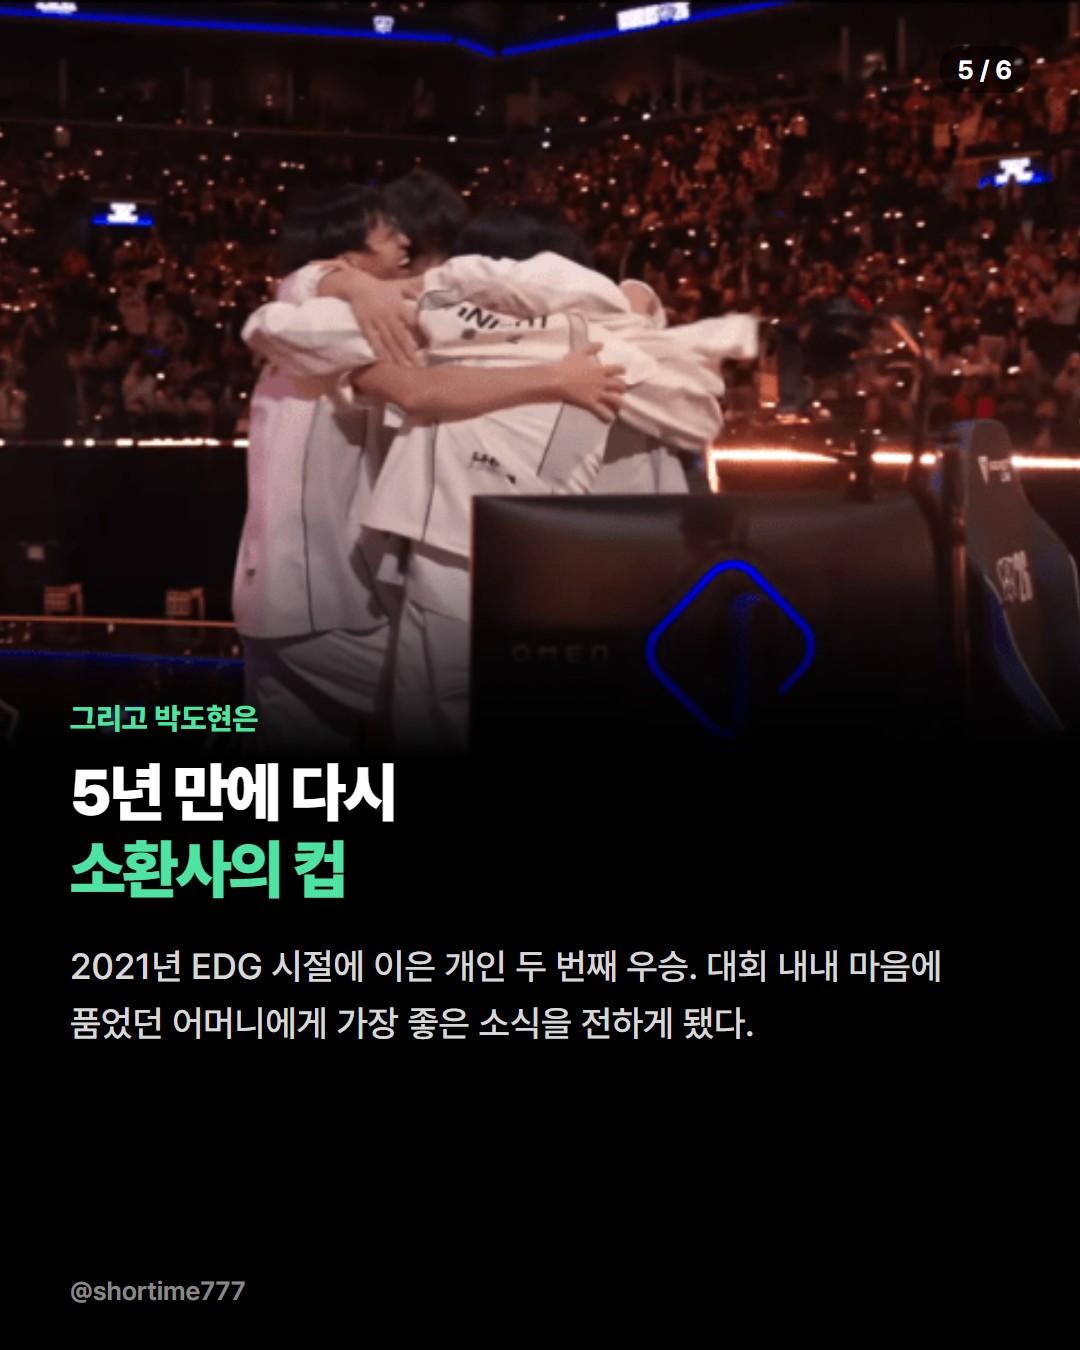 5 / 6
OMEN
그리고 박도현은
5년 만에 다시
소환사의 컵
2021년 EDG 시절에 이은 개인 두 번째 우승. 대회 내내 마음에
품었던 어머니에게 가장 좋은 소식을 전하게 됐다.
@shortime777